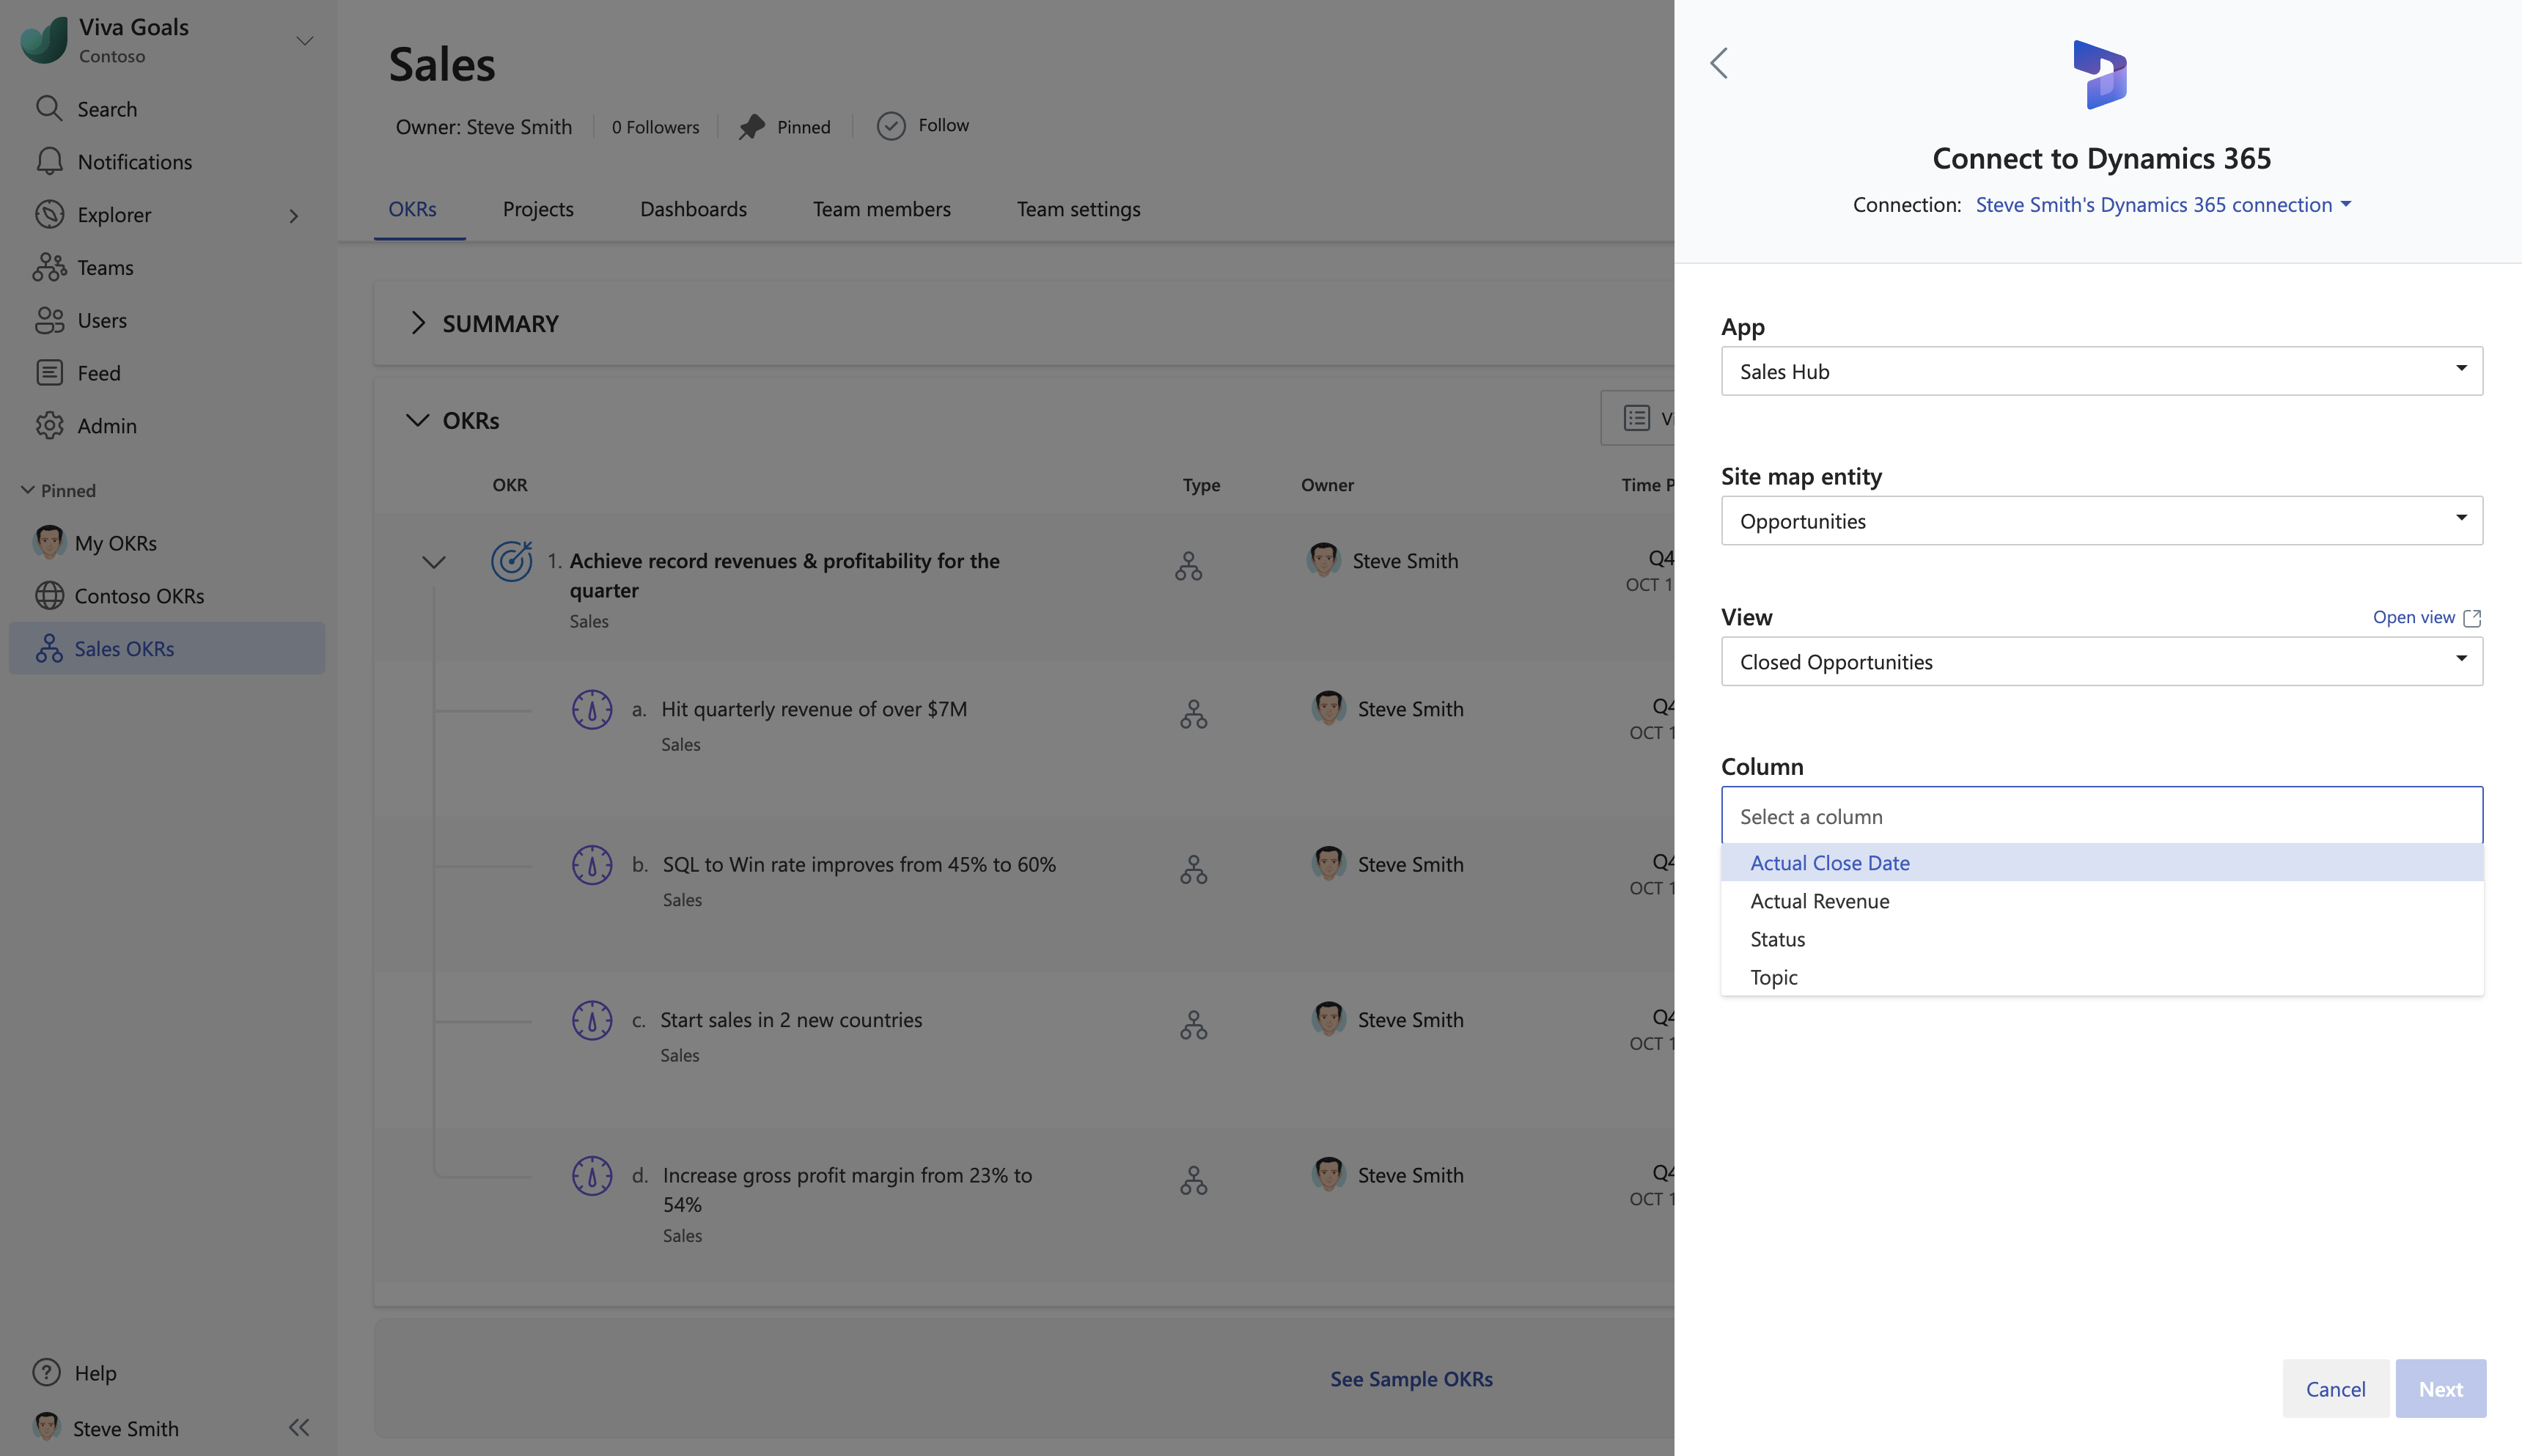 Viva Goals
Contoso
Search
Notifications
Explorer
Teams
Users
Feed
Admin
Pinned
My OKRs
Contoso OKRs
Sales OKRs
Help
Steve Smith
Sales
Owner: Steve Smith
0 Followers
Pinned
Follow
OKRs
Projects
Dashboards
Team members
Team settings
SUMMARY
OKRs
OKR
Type
Owner
Time P
1. Achieve record revenues & profitability for the
quarter
Sales
Steve Smith
Q4
OCT 1
a. Hit quarterly revenue of over $7M
Sales
Steve Smith
Q4
OCT 1
b. SQL to Win rate improves from 45% to 60%
Sales
Steve Smith
Q4
OCT 1
c. Start sales in 2 new countries
Sales
Steve Smith
Q4
OCT 1
d. Increase gross profit margin from 23% to
54%
Sales
Steve Smith
Q4
OCT 1
See Sample OKRs
Connect to Dynamics 365
Connection: Steve Smith's Dynamics 365 connection
App
Sales Hub
Site map entity
Opportunities
View
Open view
Closed Opportunities
Column
Select a column
Actual Close Date
Actual Revenue
Status
Topic
Cancel
Next